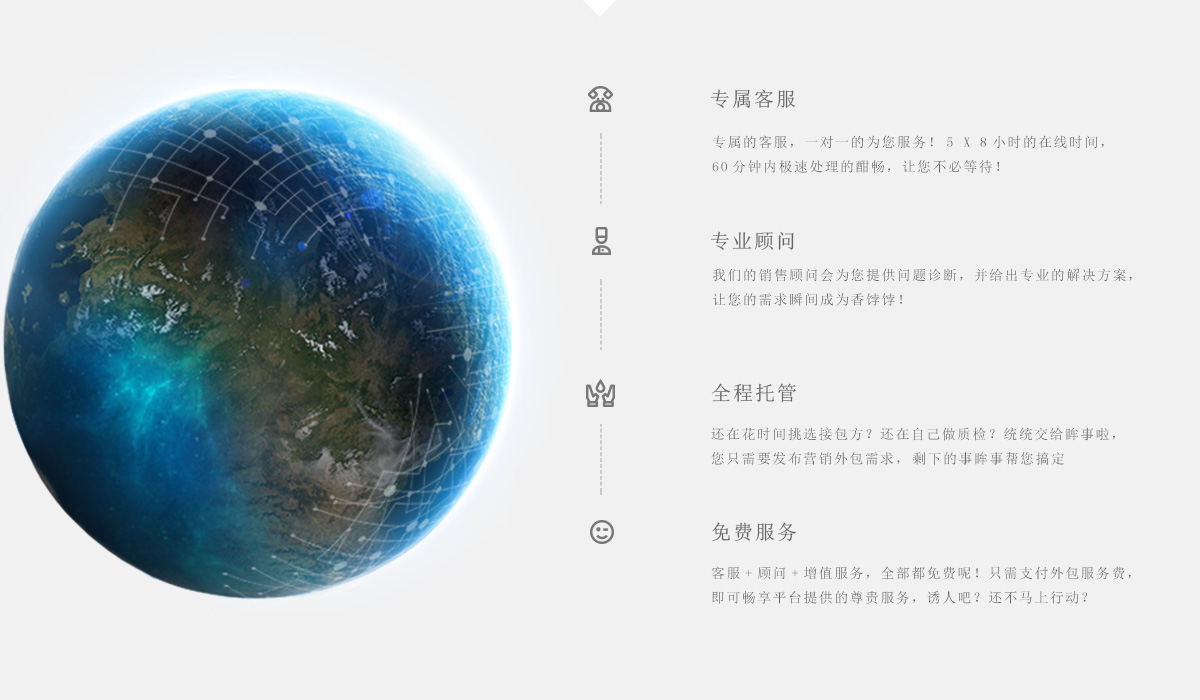 专属客服
专属的客服，一对一的为您服务！5 X 8小时的在线时间，
60分钟内极速处理的酣畅，让您不必等待！
专业顾问
我们的销售顾问会为您提供问题诊断，并给出专业的解决方案，
让您的需求瞬间成为香饽饽！
全程托管
还在花时间挑选接包方？还在自己做质检？统统交给眸事啦，
您只需要发布营销外包需求，剩下的事眸事帮您搞定
免费服务
客服+顾问+增值服务，全部都免费呢！只需支付外包服务费，
即可畅享平台提供的尊贵服务，诱人吧？还不马上行动？